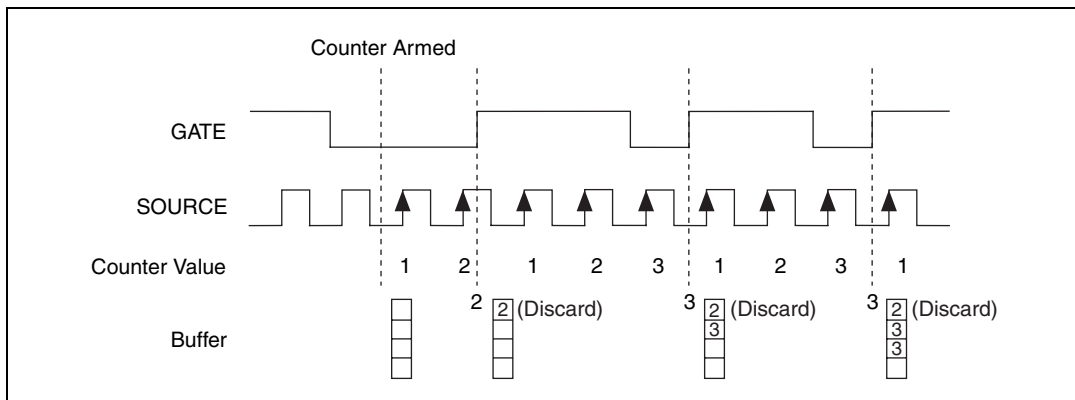 Counter Armed
GATE
SOURCE
Counter Value 1 2 1 2 3 1 2 3 1
2 3 3
Buffer
2 (Discard)
2 (Discard)
3
2 (Discard)
3
3